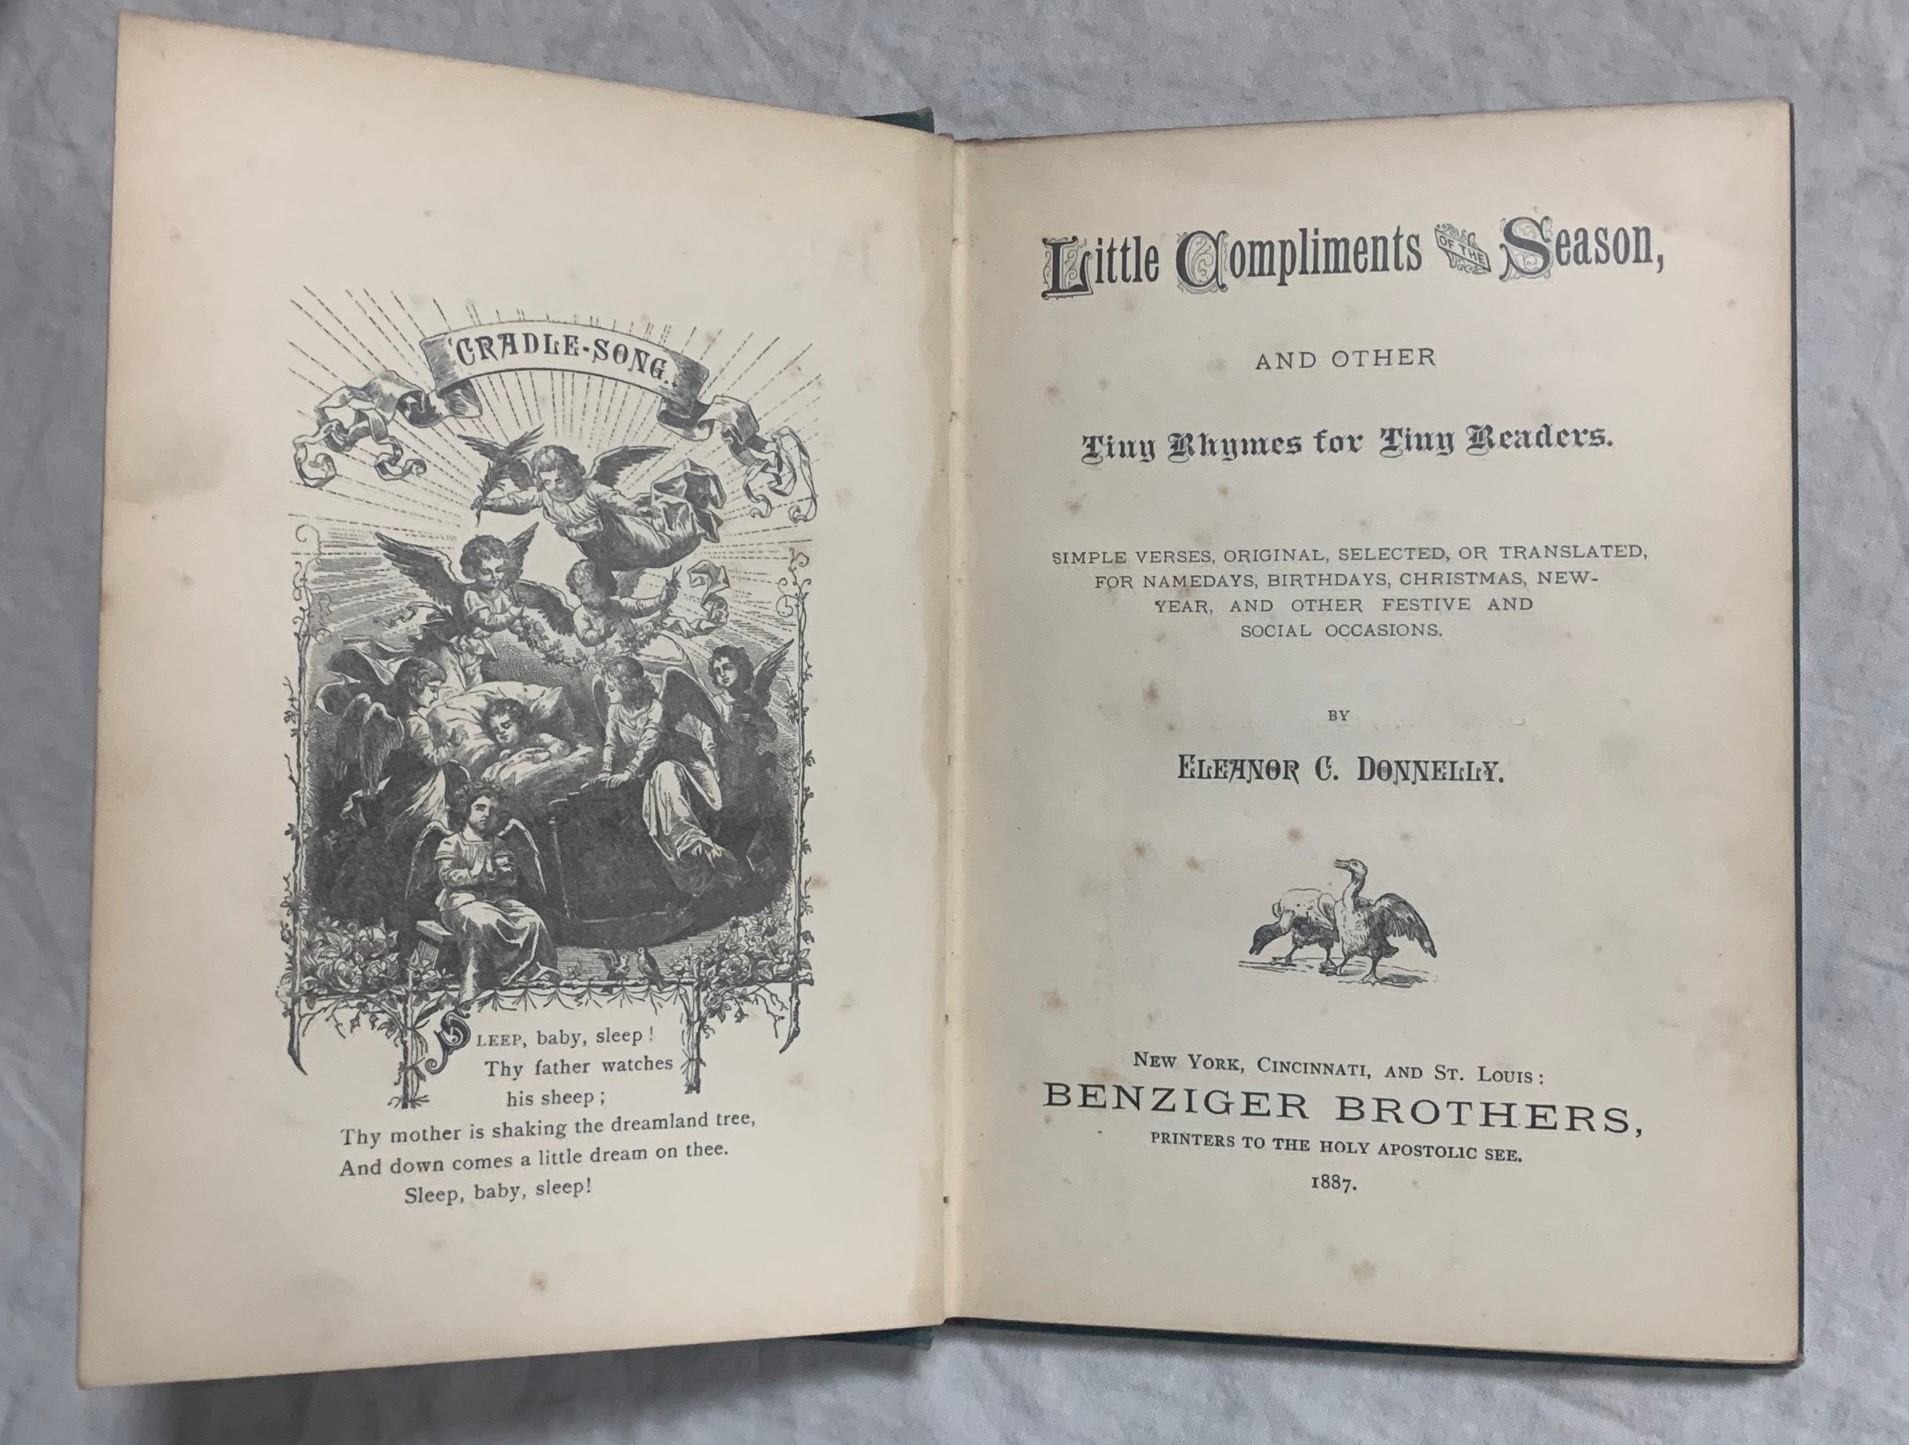 CRADLE-SONG.
SLEEP, baby, sleep!
Thy father watches
his sheep;
Thy mother is shaking the dreamland tree,
And down comes a little dream on thee.
Sleep, baby, sleep!
Little Compliments OF THE Season,
AND OTHER
Tiny Rhymes for Tiny Readers.
SIMPLE VERSES, ORIGINAL, SELECTED, OR TRANSLATED,
FOR NAMEDAYS, BIRTHDAYS, CHRISTMAS, NEW-
YEAR, AND OTHER FESTIVE AND
SOCIAL OCCASIONS.
BY
ELEANOR C. DONNELLY.
NEW YORK, CINCINNATI, AND ST. LOUIS:
BENZIGER BROTHERS,
PRINTERS TO THE HOLY APOSTOLIC SEE.
1887.